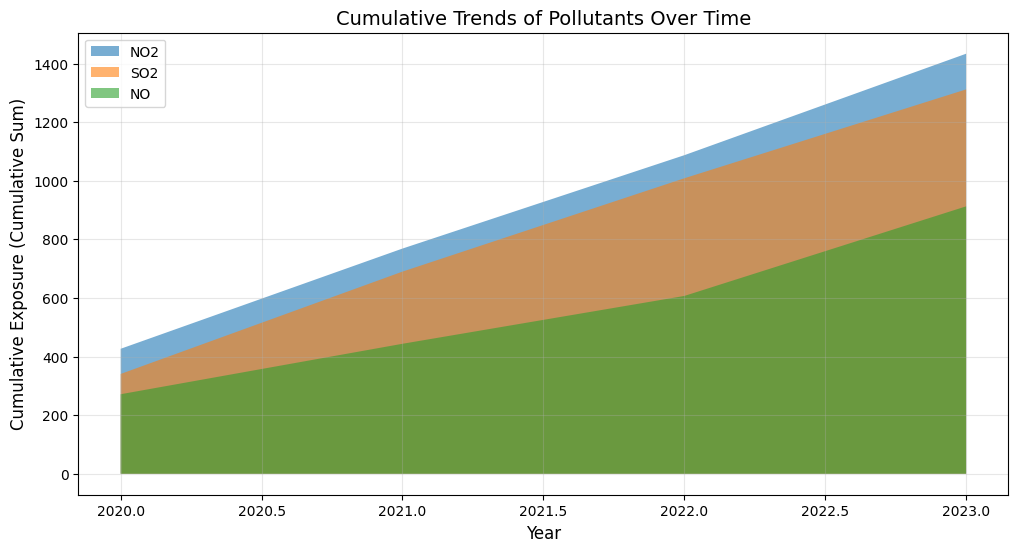 Cumulative Trends of Pollutants Over Time
NO2
SO2
NO
Cumulative Exposure (Cumulative Sum)
1400
1200
1000
800
600
400
200
0
2020.0 2020.5 2021.0 2021.5 2022.0 2022.5 2023.0
Year